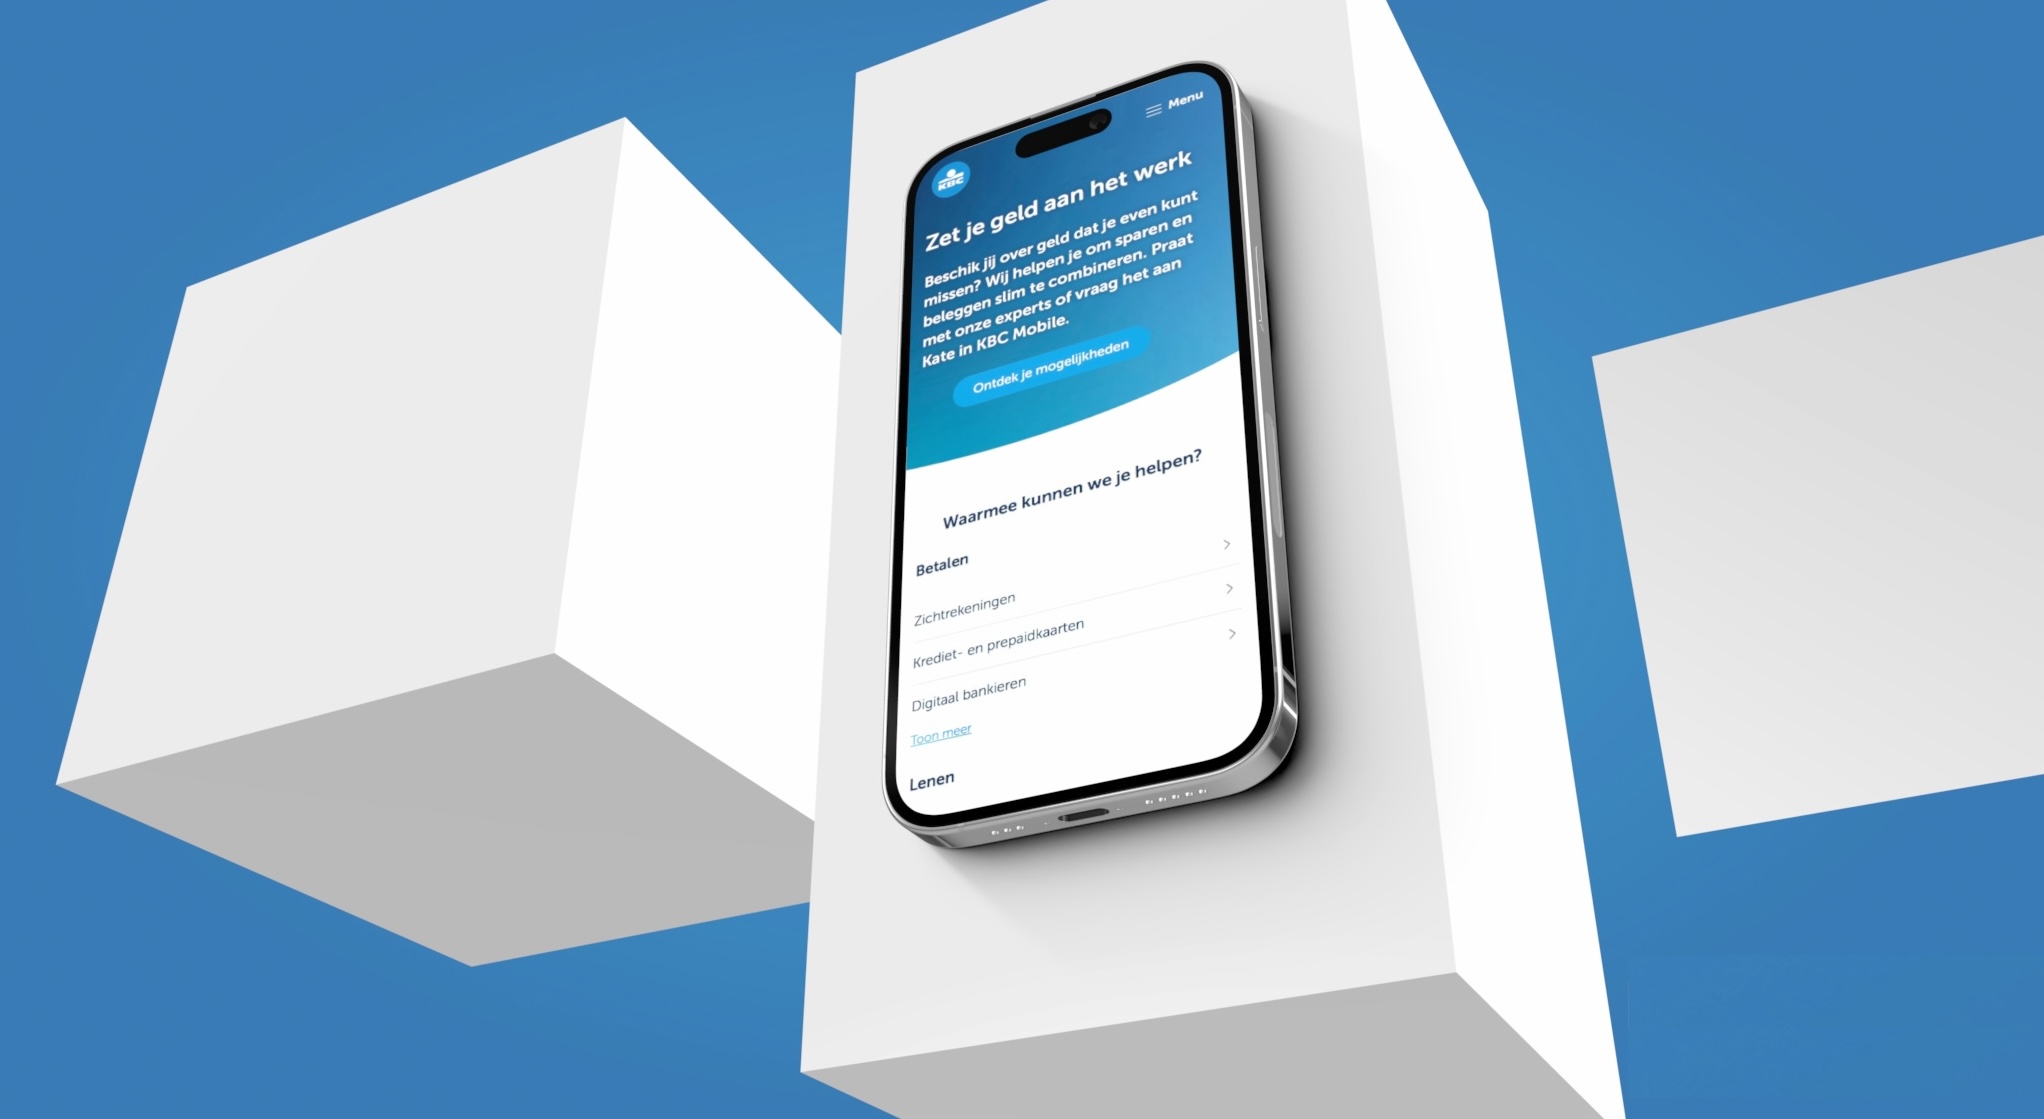 Menu
KBC
Zet je geld aan het werk
Beschik jij over geld dat je even kunt
missen? Wij helpen je om sparen en
beleggen slim te combineren. Praat
met onze experts of vraag het aan
Kate in KBC Mobile.
Ontdek je mogelijkheden
Waarmee kunnen we je helpen?
Betalen
Zichtrekeningen
Krediet- en prepaidkaarten
Digitaal bankieren
Toon meer
Lenen